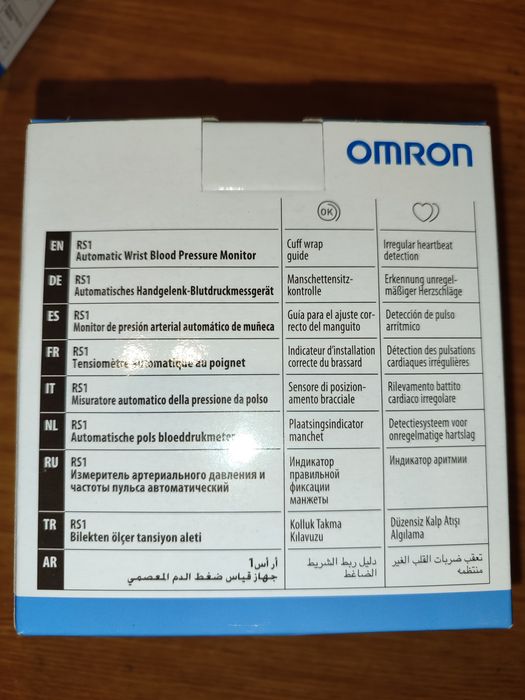 OMRON
OK
EN
RS1
Automatic Wrist Blood Pressure Monitor
Cuff wrap
guide
Irregular heartbeat
detection
DE
RS1
Automatisches Handgelenk-Blutdruckmessgerät
Manschettensitz-
kontrolle
Erkennung unregel-
mäßiger Herzschläge
ES
RS1
Monitor de presión arterial automático de muñeca
Guía para el ajuste cor-
recto del manguito
Detección de pulso
arrítmico
FR
RS1
Tensiomètre automatique au poignet
Indicateur d'installation
correcte du brassard
Détection des pulsations
cardiaques irrégulières
IT
RS1
Misuratore automatico della pressione da polso
Sensore di posizion-
amento bracciale
Rilevamento battito
cardiaco irregolare
NL
RS1
Automatische pols bloeddrukmeter
Plaatsingsindicator
manchet
Detectiesysteem voor
onregelmatige hartslag
RU
RS1
Измеритель артериального давления и
частоты пульса автоматический
Индикатор
правильной
фиксации
манжеты
Индикатор аритмии
TR
RS1
Bilekten ölçer tansiyon aleti
Kolluk Takma
Kılavuzu
Düzensiz Kalp Atışı
Algılama
AR
أر أس1
جهاز قياس ضغط الدم المعصمي
دليل ربط الشريط
الضاغط
تعقب ضربات القلب الغير
منتظمه